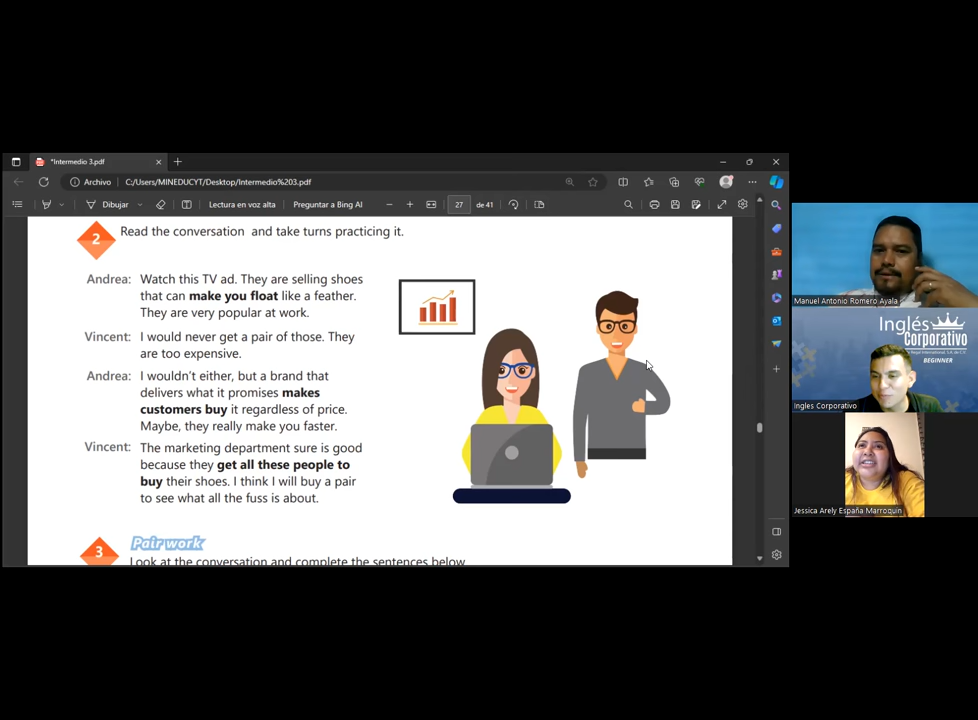 *Intermedio 3.pdf
Archivo C:/Users/MINEDUCYT/Desktop/Intermedio%203.pdf
Dibujar Lectura en voz alta Preguntar a Bing AI 27 de 41
2 Read the conversation and take turns practicing it.
Andrea: Watch this TV ad. They are selling shoes
that can make you float like a feather.
They are very popular at work.
Vincent: I would never get a pair of those. They
are too expensive.
Andrea: I wouldn't either, but a brand that
delivers what it promises makes
customers buy it regardless of price.
Maybe, they really make you faster.
Vincent: The marketing department sure is good
because they get all these people to
buy their shoes. I think I will buy a pair
to see what all the fuss is about.
3 Pair work
Look at the conversation and complete the sentences below
Manuel Antonio Romero Ayala
Inglés
Corporativo
BEGINNER
Ingles Corporativo
Jessica Arely España Marroquin